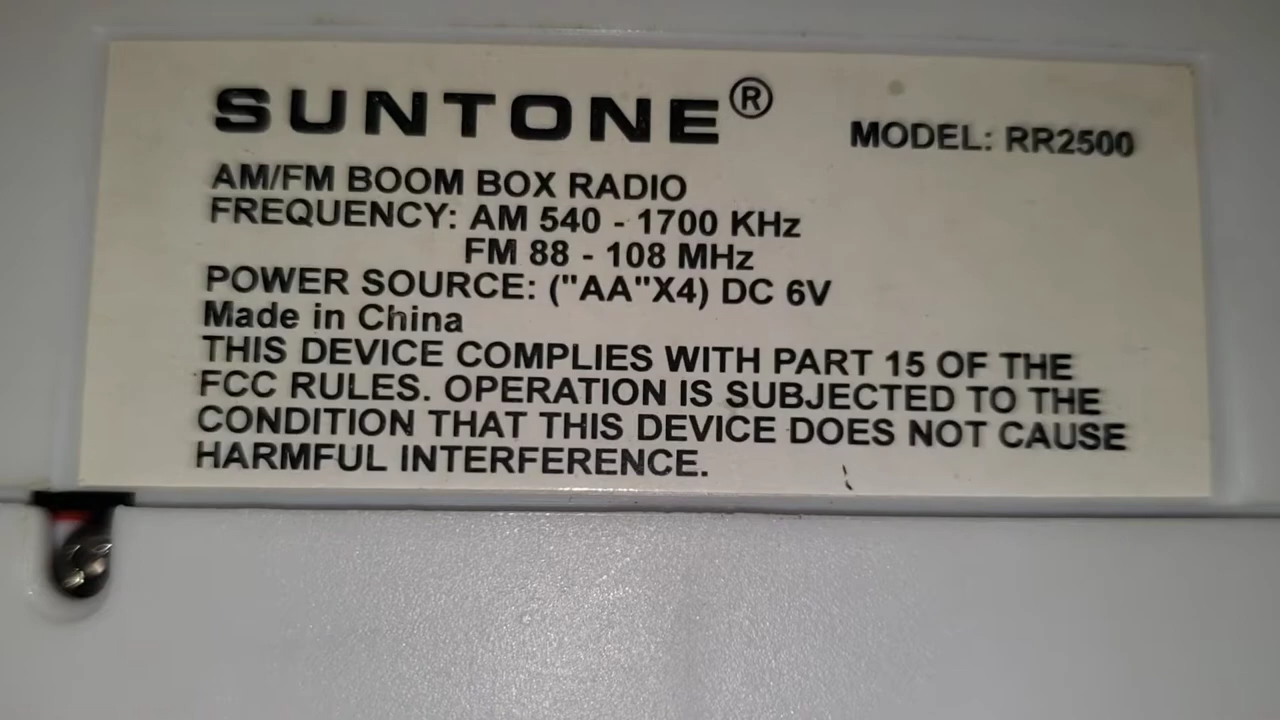 SUNTONE®
MODEL: RR2500
AM/FM BOOM BOX RADIO
FREQUENCY: AM 540 - 1700 KHz
FM 88 - 108 MHz
POWER SOURCE: ("AA"X4) DC 6V
Made in China
THIS DEVICE COMPLIES WITH PART 15 OF THE
FCC RULES. OPERATION IS SUBJECTED TO THE
CONDITION THAT THIS DEVICE DOES NOT CAUSE
HARMFUL INTERFERENCE.